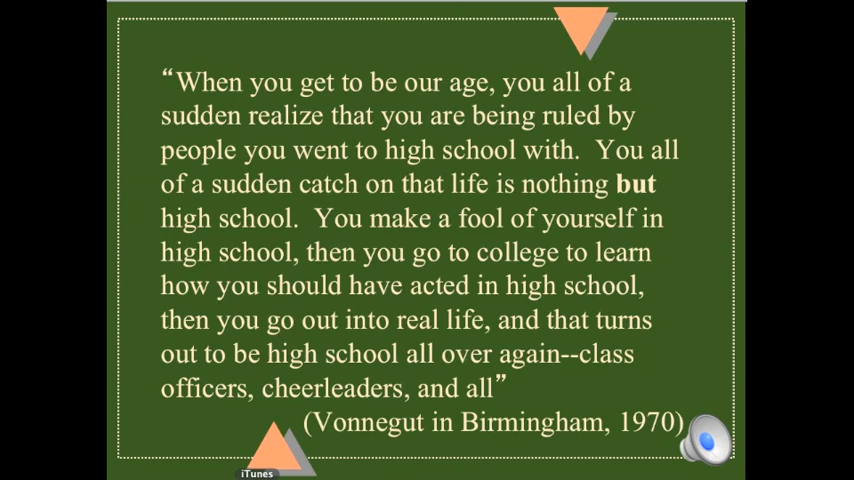 “When you get to be our age, you all of a
sudden realize that you are being ruled by
people you went to high school with.  You all
of a sudden catch on that life is nothing but
high school.  You make a fool of yourself in
high school, then you go to college to learn
how you should have acted in high school,
then you go out into real life, and that turns
out to be high school all over again--class
officers, cheerleaders, and all”
(Vonnegut in Birmingham, 1970)
iTunes